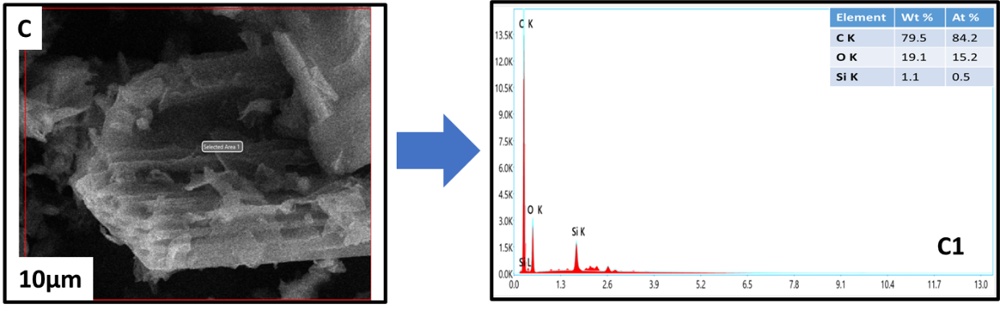 C
Selected Area 1
10µm
C K
13.5K
12.0K
10.5K
9.0K
7.5K
6.0K
4.5K
3.0K
1.5K
0.0K
O K
Si K
Si L
0.0 1.3 2.6 3.9 5.2 6.5 7.8 9.1 10.4 11.7 13.0
Element Wt % At %
C K 79.5 84.2
O K 19.1 15.2
Si K 1.1 0.5
C1